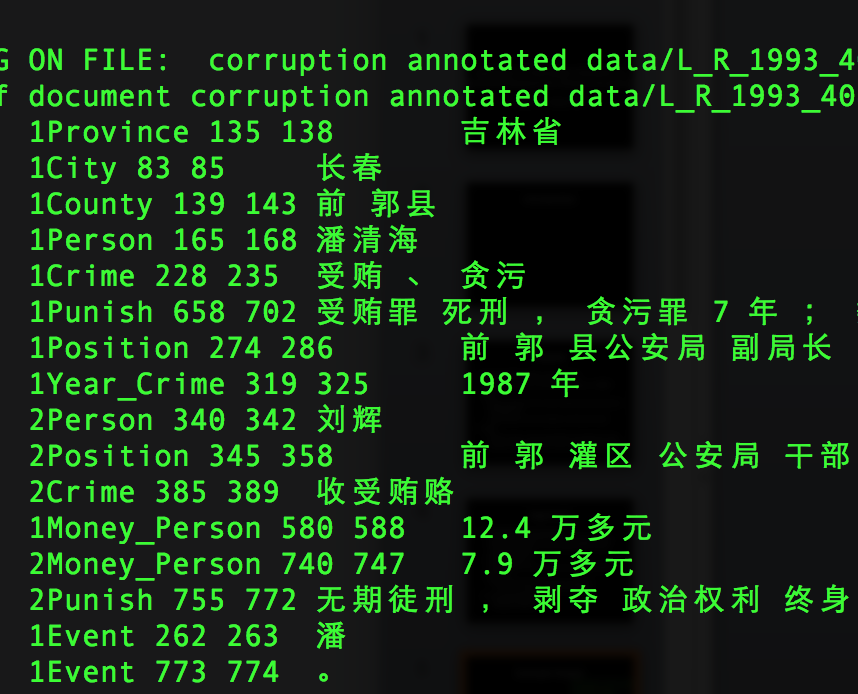 G ON FILE:  corruption annotated data/L_R_1993_4
f document corruption annotated data/L_R_1993_40
1Province 135 138 吉林省
1City 83 85 长春
1County 139 143 前 郭县
1Person 165 168 潘清海
1Crime 228 235 受贿 、 贪污
1Punish 658 702 受贿罪 死刑 ， 贪污罪 7 年 ；
1Position 274 286 前 郭 县公安局 副局长
1Year_Crime 319 325 1987 年
2Person 340 342 刘辉
2Position 345 358 前 郭 灌区 公安局 干部
2Crime 385 389 收受贿赂
1Money_Person 580 588 12.4 万多元
2Money_Person 740 747 7.9 万多元
2Punish 755 772 无期徒刑 ， 剥夺 政治权利 终身
1Event 262 263 潘
1Event 773 774 。